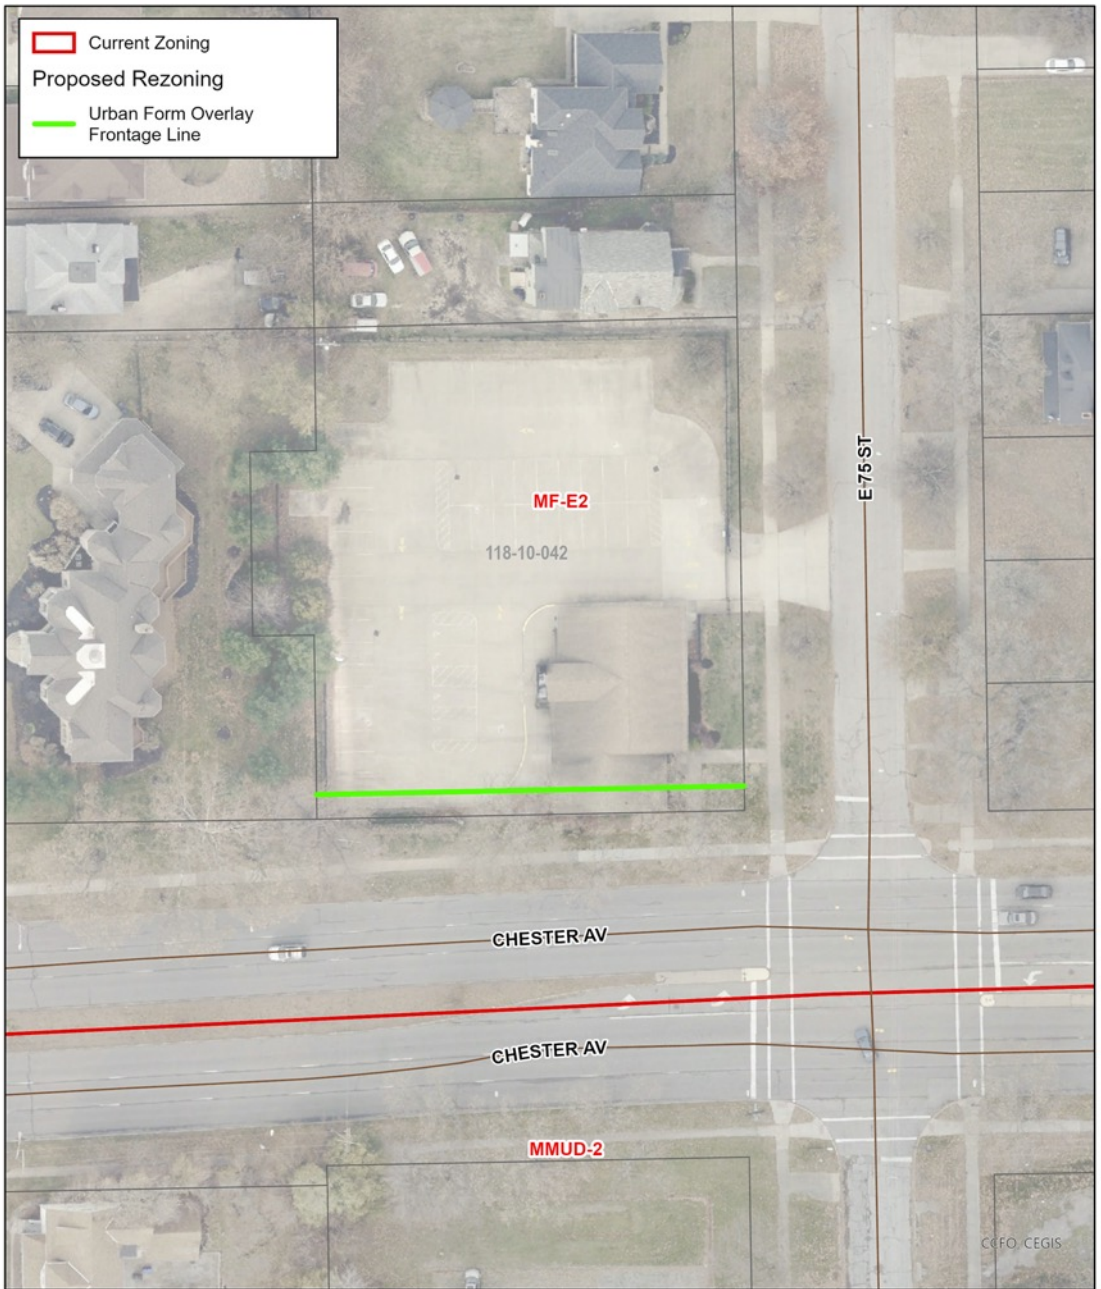 Current Zoning
Proposed Rezoning
Urban Form Overlay
Frontage Line
MF-E2
E 75 ST
118-10-042
CHESTER AV
CHESTER AV
MMUD-2
CCFO, CEGIS